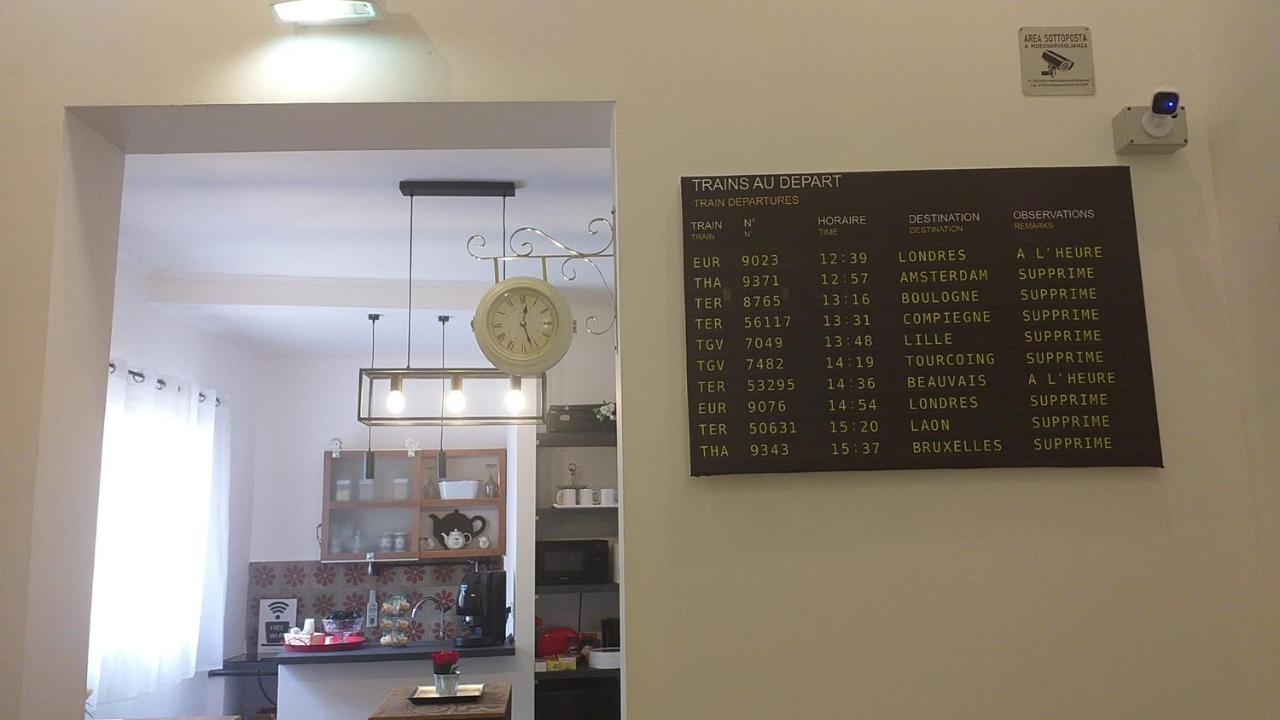 AREA SOTTOPOSTA
A VIDEOSORVEGLIANZA
TRAINS AU DEPART
TRAIN DEPARTURES
TRAIN N° HORAIRE DESTINATION OBSERVATIONS
TRAIN N° TIME DESTINATION REMARKS
EUR 9023 12:39 LONDRES A L'HEURE
THA 9371 12:57 AMSTERDAM SUPPRIME
TER 8765 13:16 BOULOGNE SUPPRIME
TER 56117 13:31 COMPIEGNE SUPPRIME
TGV 7049 13:48 LILLE SUPPRIME
TGV 7482 14:19 TOURCOING SUPPRIME
TER 53295 14:36 BEAUVAIS A L'HEURE
EUR 9076 14:54 LONDRES SUPPRIME
TER 50631 15:20 LAON SUPPRIME
THA 9343 15:37 BRUXELLES SUPPRIME
FREE
WI-FI